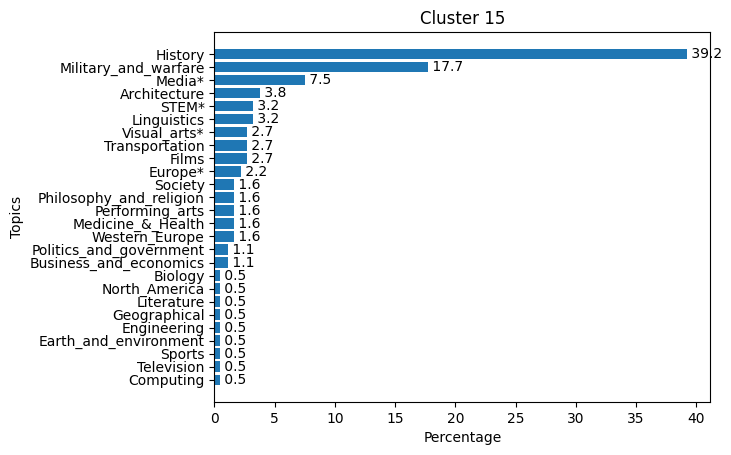 Cluster 15
Topics
History 39.2
Military_and_warfare 17.7
Media* 7.5
Architecture 3.8
STEM* 3.2
Linguistics 3.2
Visual_arts* 2.7
Transportation 2.7
Films 2.7
Europe* 2.2
Society 1.6
Philosophy_and_religion 1.6
Performing_arts 1.6
Medicine_&_Health 1.6
Western_Europe 1.6
Politics_and_government 1.1
Business_and_economics 1.1
Biology 0.5
North_America 0.5
Literature 0.5
Geographical 0.5
Engineering 0.5
Earth_and_environment 0.5
Sports 0.5
Television 0.5
Computing 0.5
0 5 10 15 20 25 30 35 40
Percentage